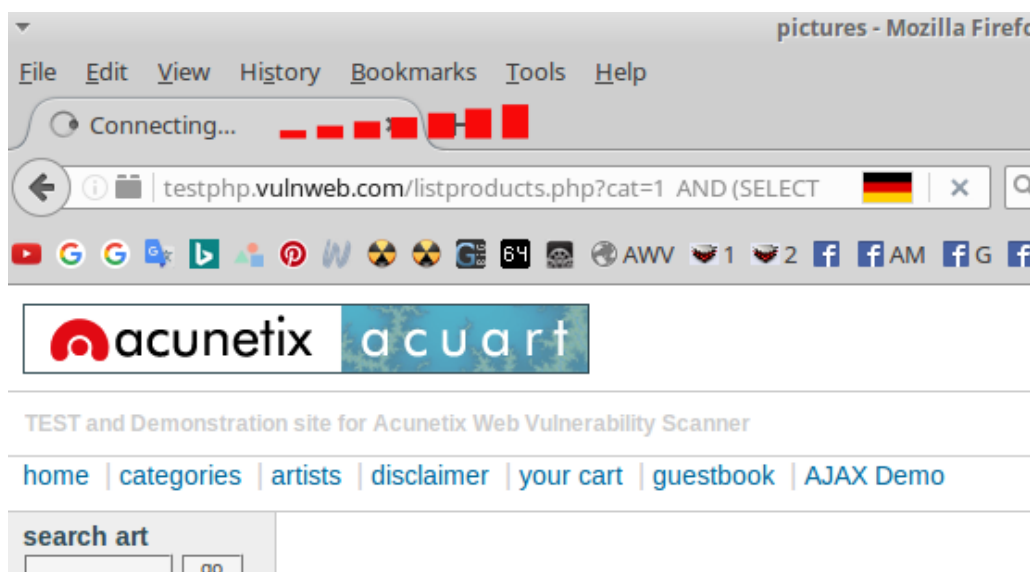 pictures - Mozilla
File Edit View History Bookmarks Tools Help
Connecting...
testphp.vulnweb.com/listproducts.php?cat=1 AND (SELECT
64 AWV 1 2 f f AM f G f
acunetix acuart
TEST and Demonstration site for Acunetix Web Vulnerability Scanner
home | categories | artists | disclaimer | your cart | guestbook | AJAX Demo
search art
go